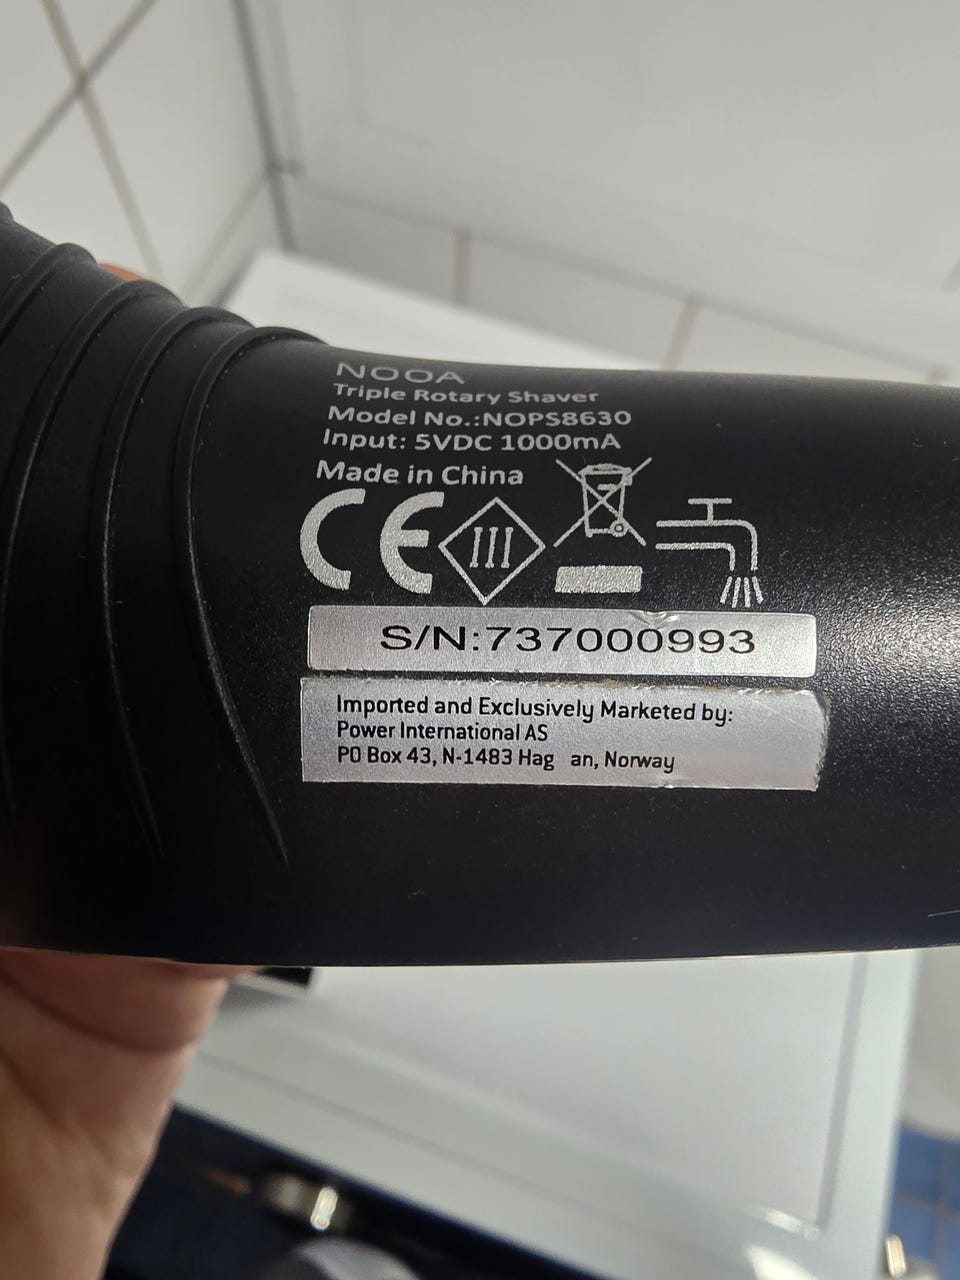 NOOA
Triple Rotary Shaver
Model No.:NOPS8630
Input: 5VDC 1000mA
Made in China
CE
III
S/N:737000993
Imported and Exclusively Marketed by:
Power International AS
PO Box 43, N-1483 Hag  an, Norway